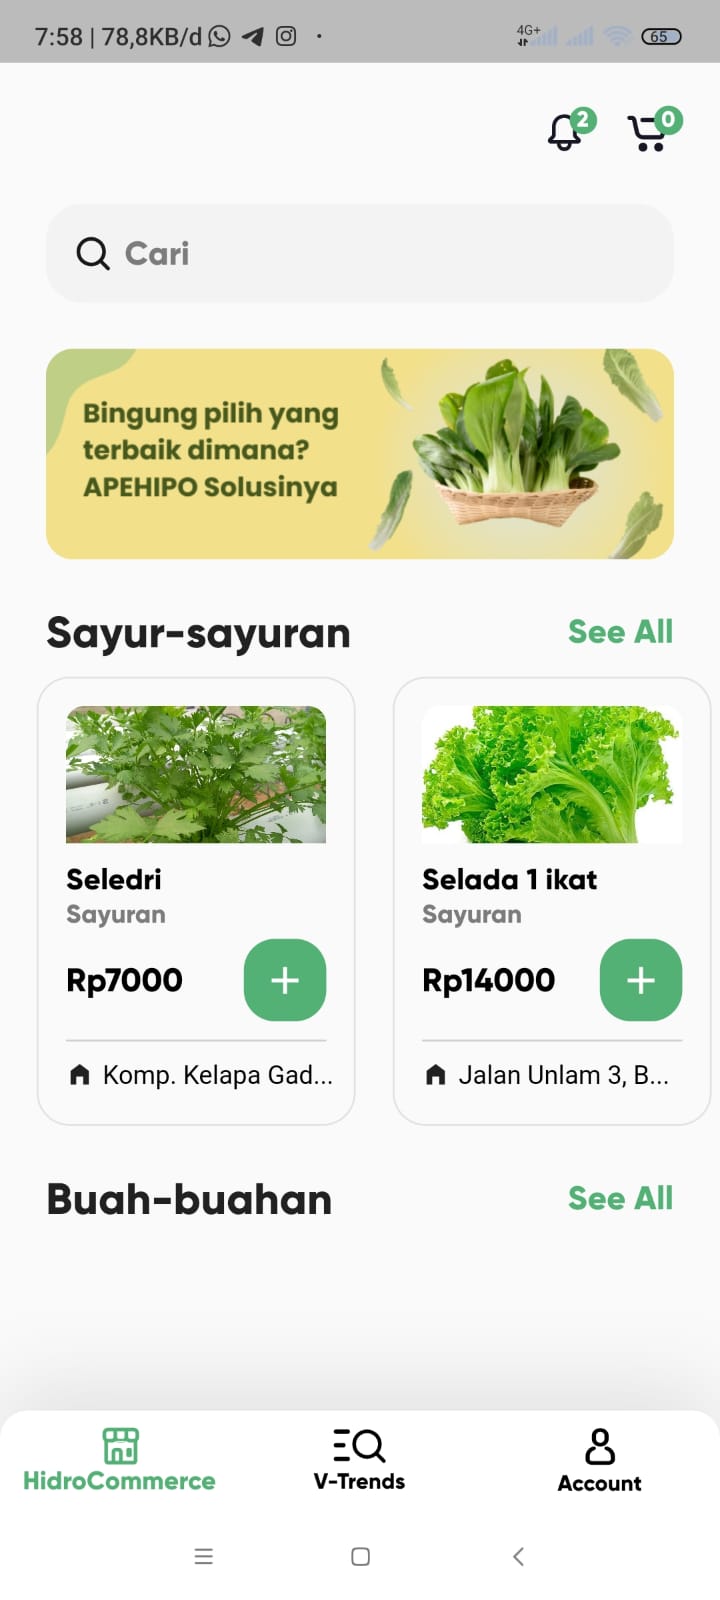 7:58 | 78,8KB/d
4G+
65
2
0
Cari
Bingung pilih yang
terbaik dimana?
APEHIPO Solusinya
Sayur-sayuran
See All
Seledri
Sayuran
Rp7000
Komp. Kelapa Gad...
Selada 1 ikat
Sayuran
Rp14000
Jalan Unlam 3, B...
Buah-buahan
See All
HidroCommerce
V-Trends
Account